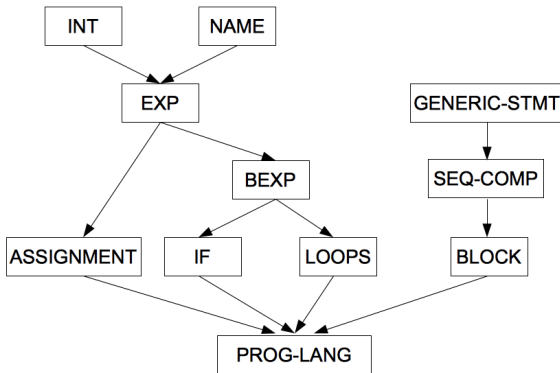 INT NAME
EXP GENERIC-STMT
BEXP SEQ-COMP
ASSIGNMENT IF LOOPS BLOCK
PROG-LANG